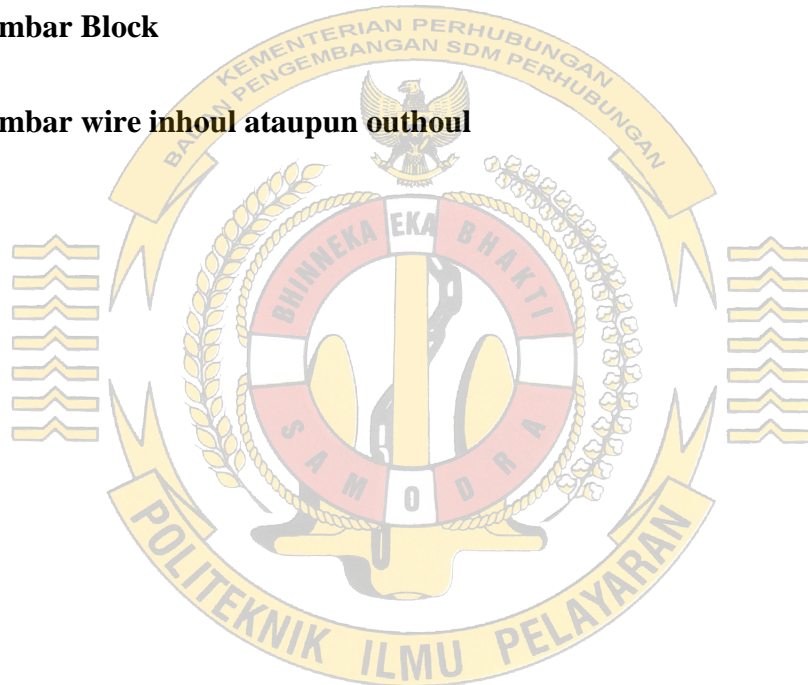 mbar Block
mbar wire inhoul ataupun outhoul
KEMENTERIAN PERHUBUNGAN
BADAN PENGEMBANGAN SDM PERHUBUNGAN
BHINNEKA EKA BHAKTI
SAMODRA
POLITEKNIK ILMU PELAYARAN